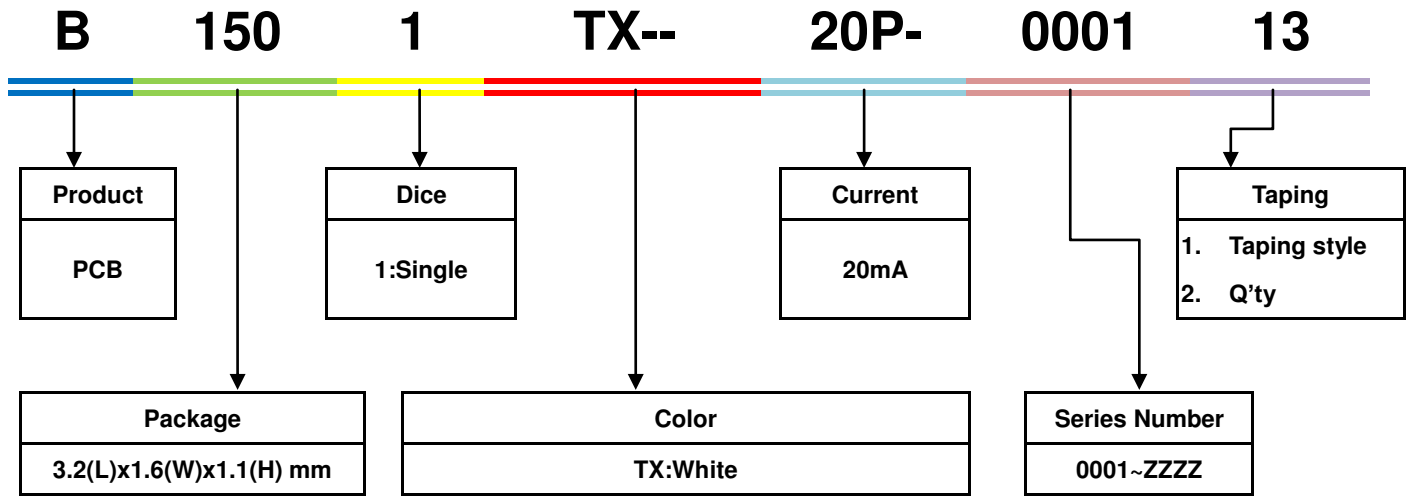 B 150 1 TX-- 20P- 0001 13
Product
PCB
Dice
1:Single
Current
20mA
Taping
1. Taping style
2. Q’ty
Package
3.2(L)x1.6(W)x1.1(H) mm
Color
TX:White
Series Number
0001~ZZZZ